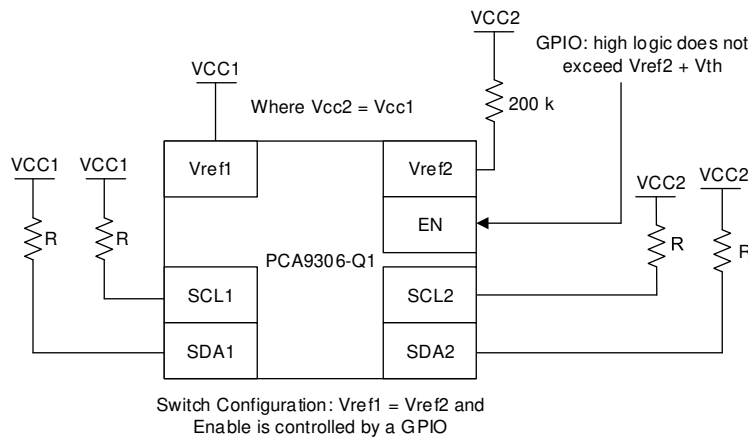 VCC2
GPIO: high logic does not
exceed Vref2 + Vth
VCC1
Where Vcc2 = Vcc1
200 k
VCC1
VCC1
Vref1
Vref2
VCC2
VCC2
EN
R
R
R
R
PCA9306-Q1
SCL1
SCL2
SDA1
SDA2
Switch Configuration: Vref1 = Vref2 and
Enable is controlled by a GPIO